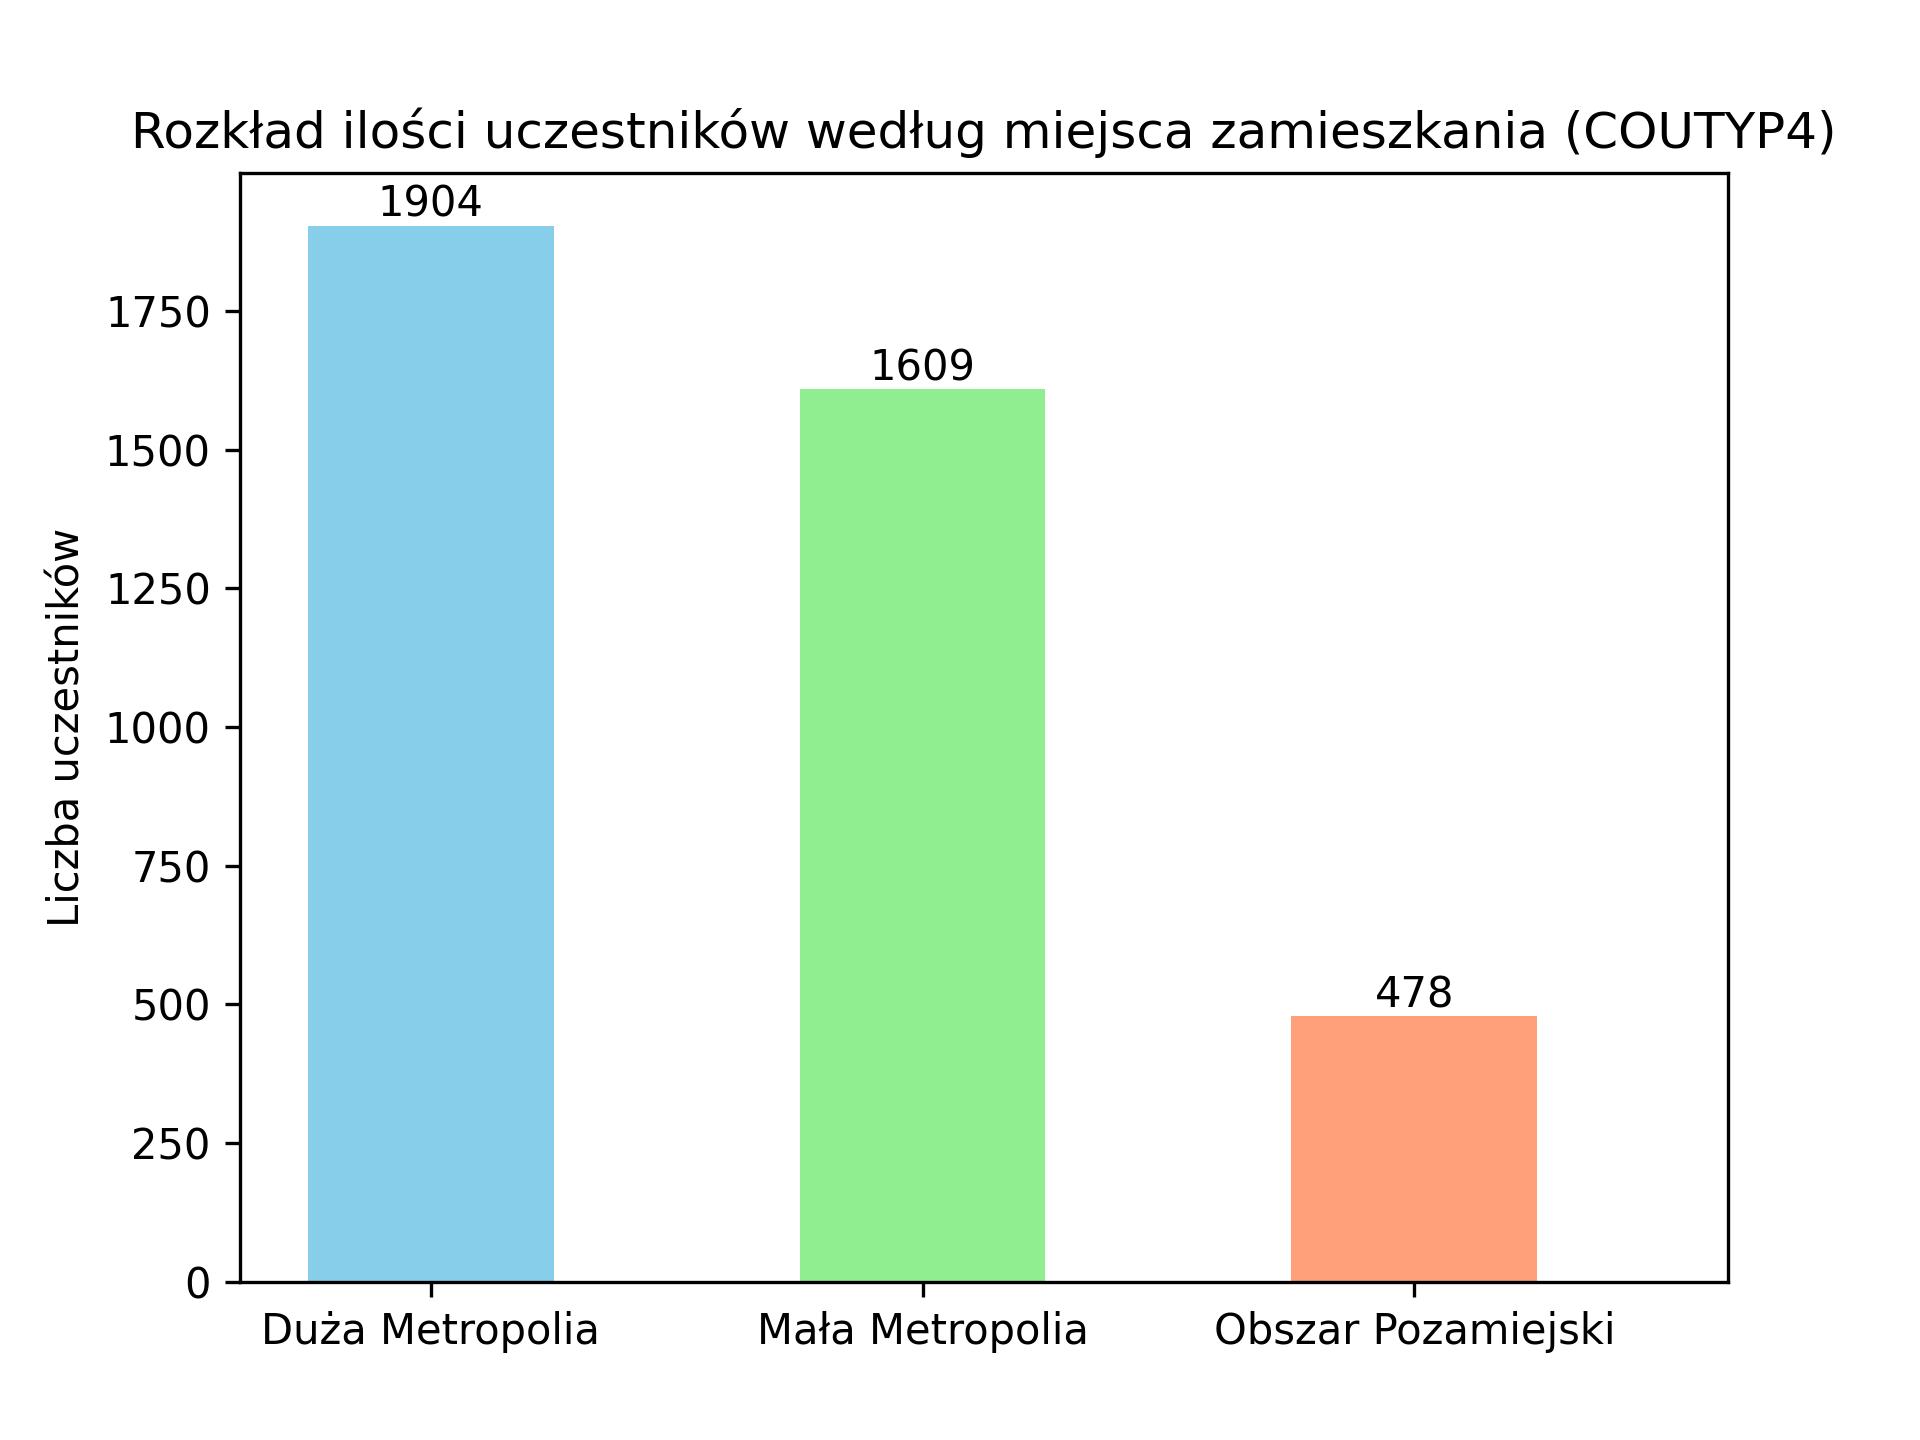 Rozkład ilości uczestników według miejsca zamieszkania (COUTYP4)
1904
1609
478
1750
1500
1250
1000
750
500
250
0
Liczba uczestników
Duża Metropolia
Mała Metropolia
Obszar Pozamiejski